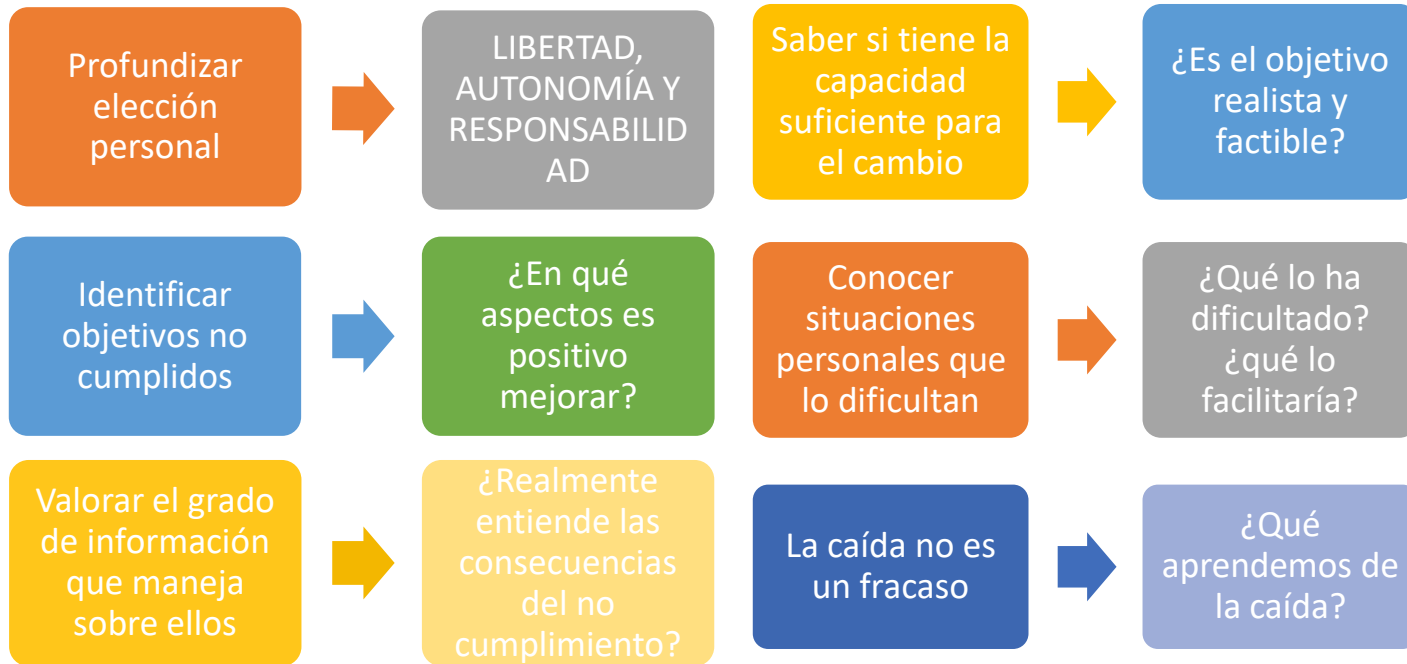 Profundizar
elección
personal
LIBERTAD,
AUTONOMÍA Y
RESPONSABILID
AD
Saber si tiene la
capacidad
suficiente para
el cambio
¿Es el objetivo
realista y
factible?
Identificar
objetivos no
cumplidos
¿En qué
aspectos es
positivo
mejorar?
Conocer
situaciones
personales que
lo dificultan
¿Qué lo ha
dificultado?
¿qué lo
facilitaría?
Valorar el grado
de información
que maneja
sobre ellos
¿Realmente
entiende las
consecuencias
del no
cumplimiento?
La caída no es
un fracaso
¿Qué
aprendemos de
la caída?